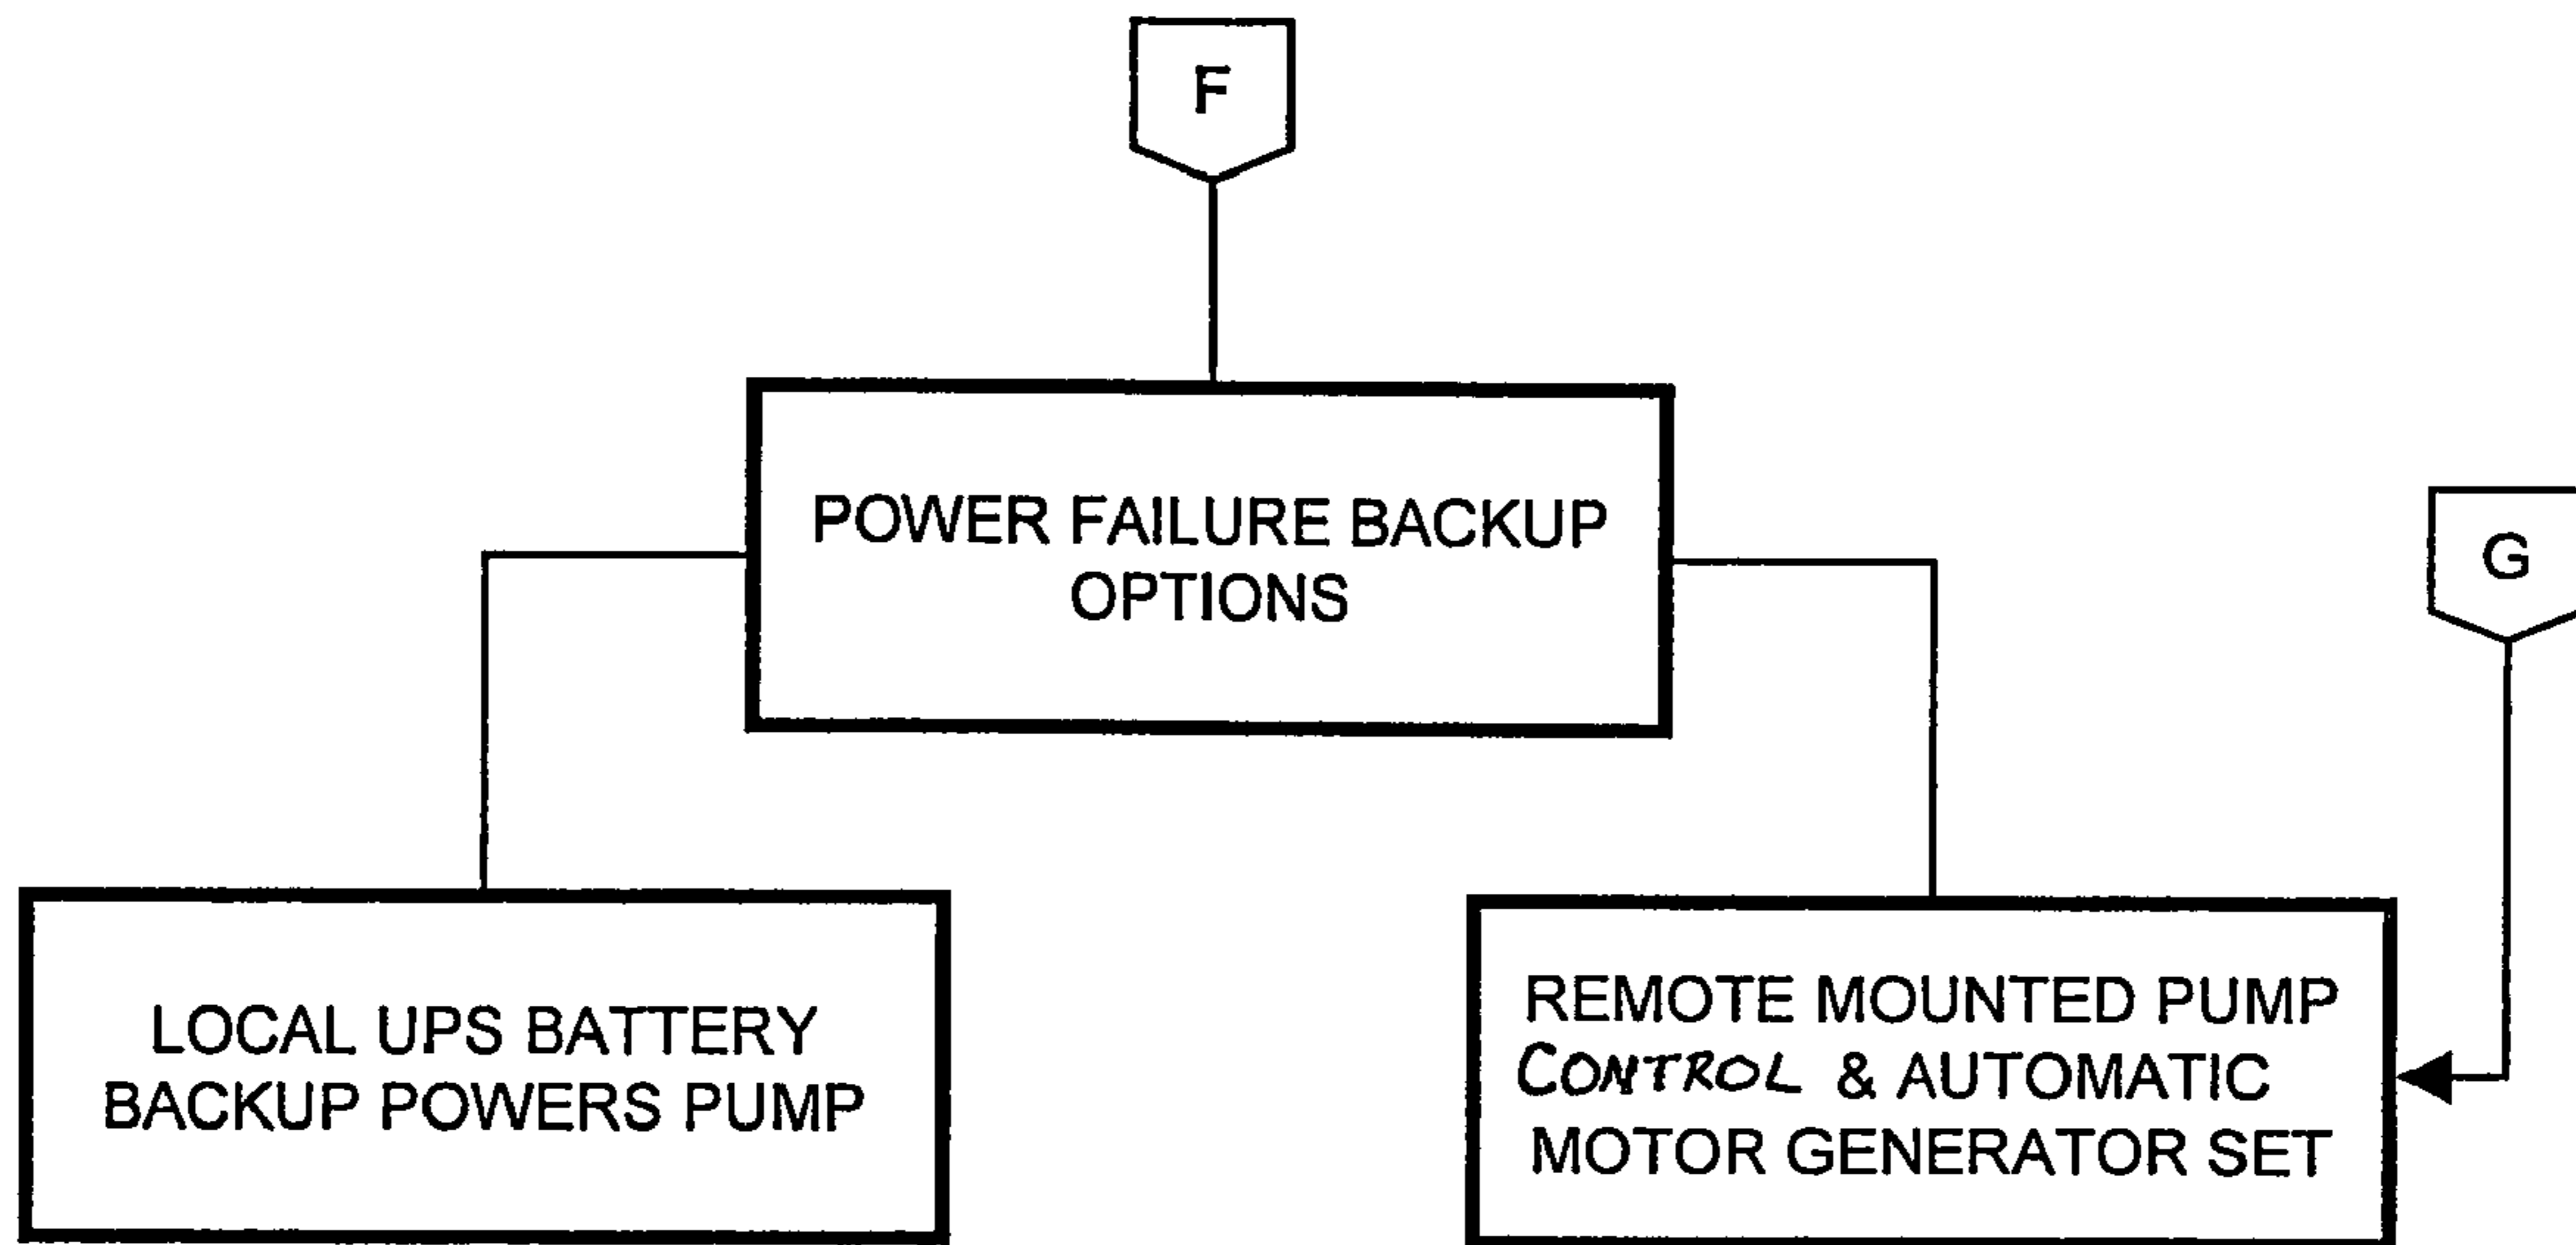 F
POWER FAILURE BACKUP
OPTIONS
G
LOCAL UPS BATTERY
BACKUP POWERS PUMP
REMOTE MOUNTED PUMP
CONTROL & AUTOMATIC
MOTOR GENERATOR SET